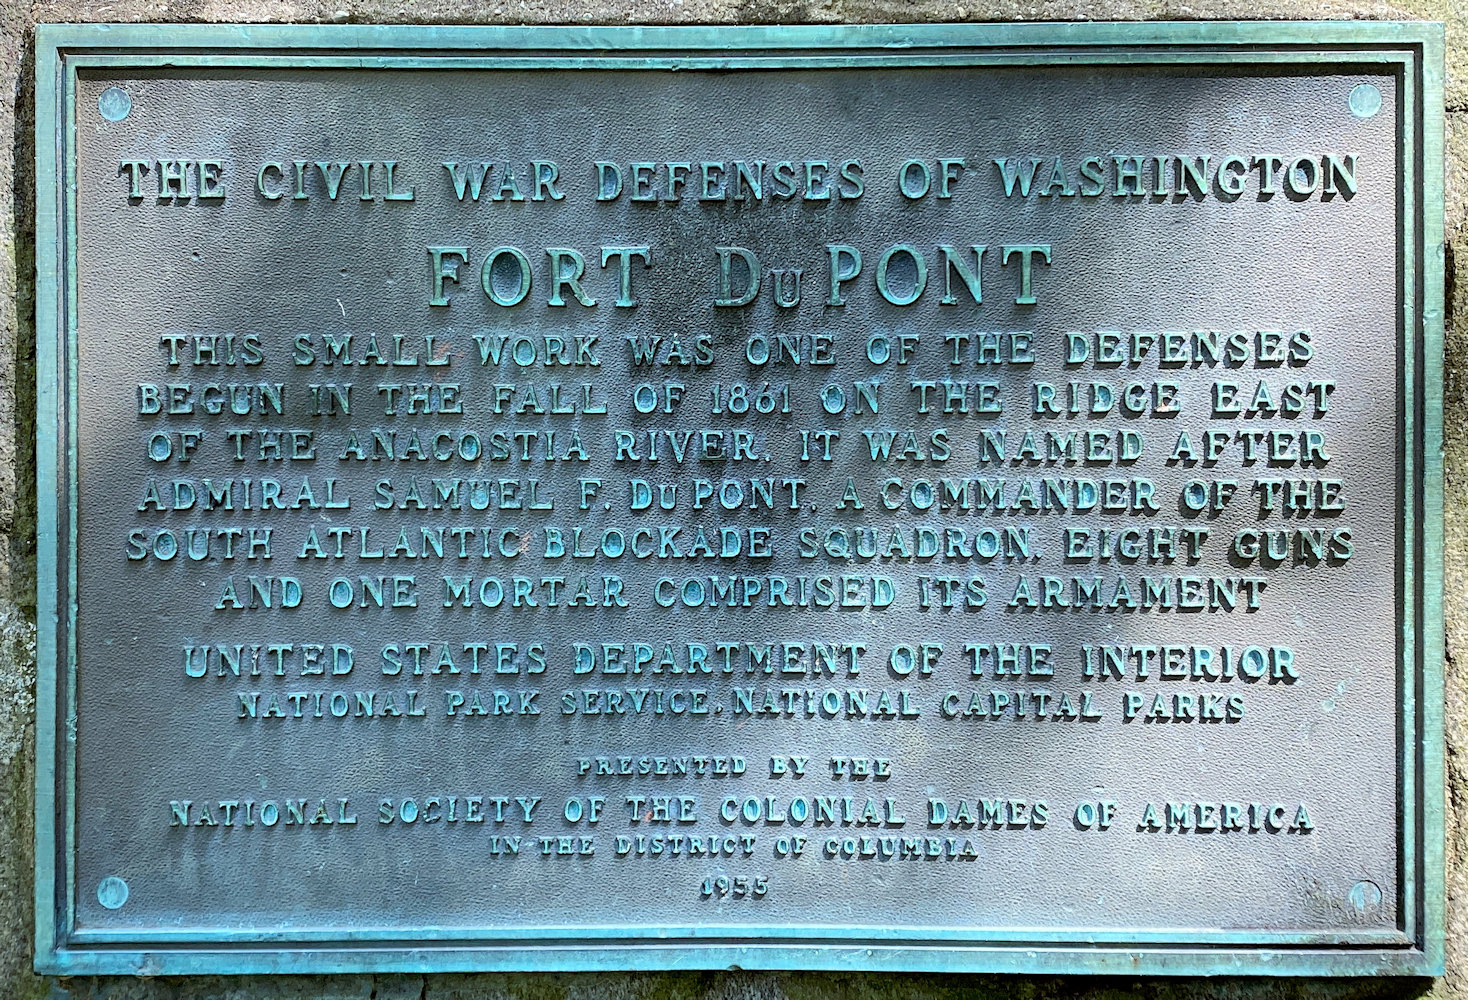 THE CIVIL WAR DEFENSES OF WASHINGTON
FORT DU PONT
THIS SMALL WORK WAS ONE OF THE DEFENSES
BEGUN IN THE FALL OF 1861 ON THE RIDGE EAST
OF THE ANACOSTIA RIVER. IT WAS NAMED AFTER
ADMIRAL SAMUEL F. DU PONT, A COMMANDER OF THE
SOUTH ATLANTIC BLOCKADE SQUADRON. EIGHT GUNS
AND ONE MORTAR COMPRISED ITS ARMAMENT
UNITED STATES DEPARTMENT OF THE INTERIOR
NATIONAL PARK SERVICE, NATIONAL CAPITAL PARKS
PRESENTED BY THE
NATIONAL SOCIETY OF THE COLONIAL DAMES OF AMERICA
IN THE DISTRICT OF COLUMBIA
1955